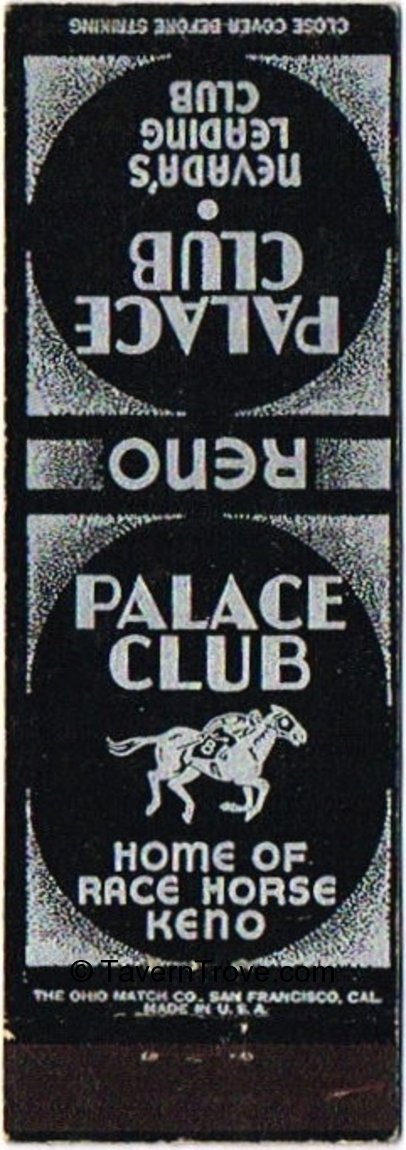 CLOSE COVER BEFORE STRIKING
PALACE
CLUB
NEVADA'S
LEADING
CLUB
RENO
PALACE
CLUB
8
HOME OF
RACE HORSE
KENO
© TavernTrove.com
THE OHIO MATCH CO., SAN FRANCISCO, CAL.
MADE IN U.S.A.